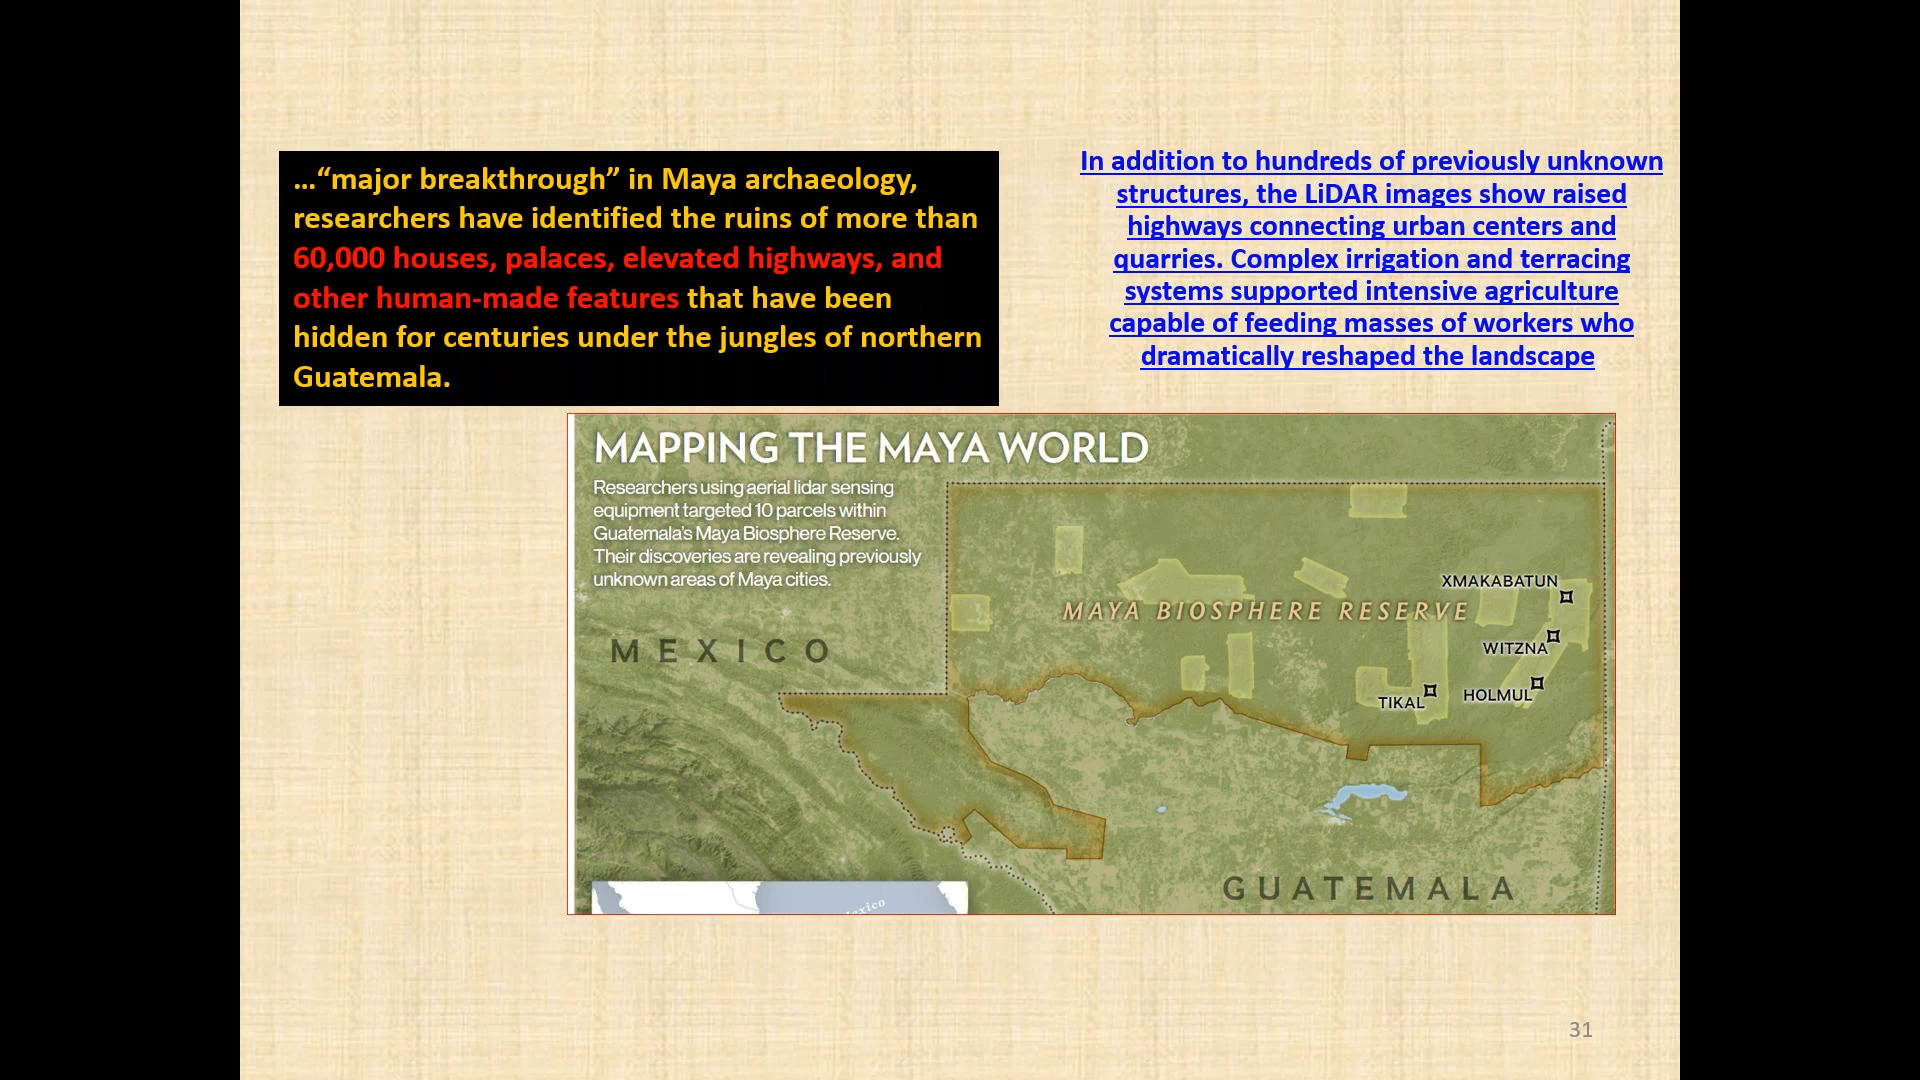 …“major breakthrough” in Maya archaeology,
researchers have identified the ruins of more than
60,000 houses, palaces, elevated highways, and
other human-made features that have been
hidden for centuries under the jungles of northern
Guatemala.
In addition to hundreds of previously unknown
structures, the LiDAR images show raised
highways connecting urban centers and
quarries. Complex irrigation and terracing
systems supported intensive agriculture
capable of feeding masses of workers who
dramatically reshaped the landscape
MAPPING THE MAYA WORLD
Researchers using aerial lidar sensing
equipment targeted 10 parcels within
Guatemala's Maya Biosphere Reserve.
Their discoveries are revealing previously
unknown areas of Maya cities.
XMAKABATUN
MAYA BIOSPHERE RESERVE
MEXICO
WITZNA
HOLMUL
TIKAL
GUATEMALA
31